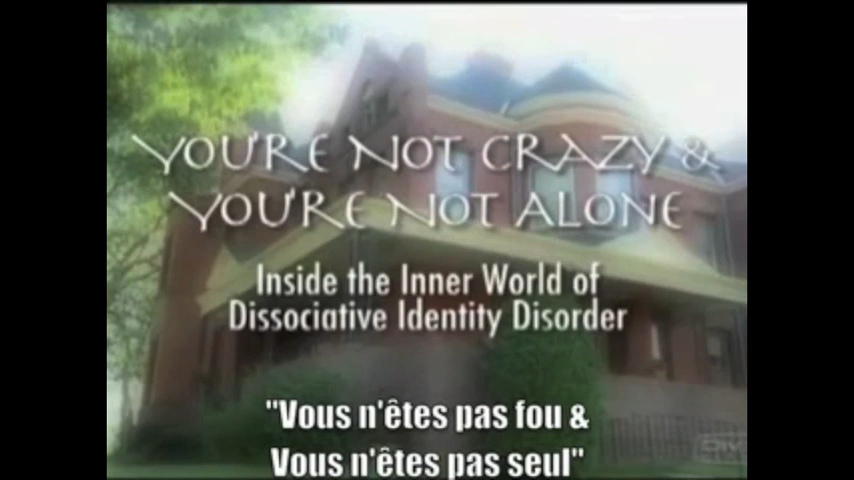 YOU'RE NOT CRAZY &
YOU'RE NOT ALONE
Inside the Inner World of
Dissociative Identity Disorder
"Vous n'êtes pas fou &
Vous n'êtes pas seul"